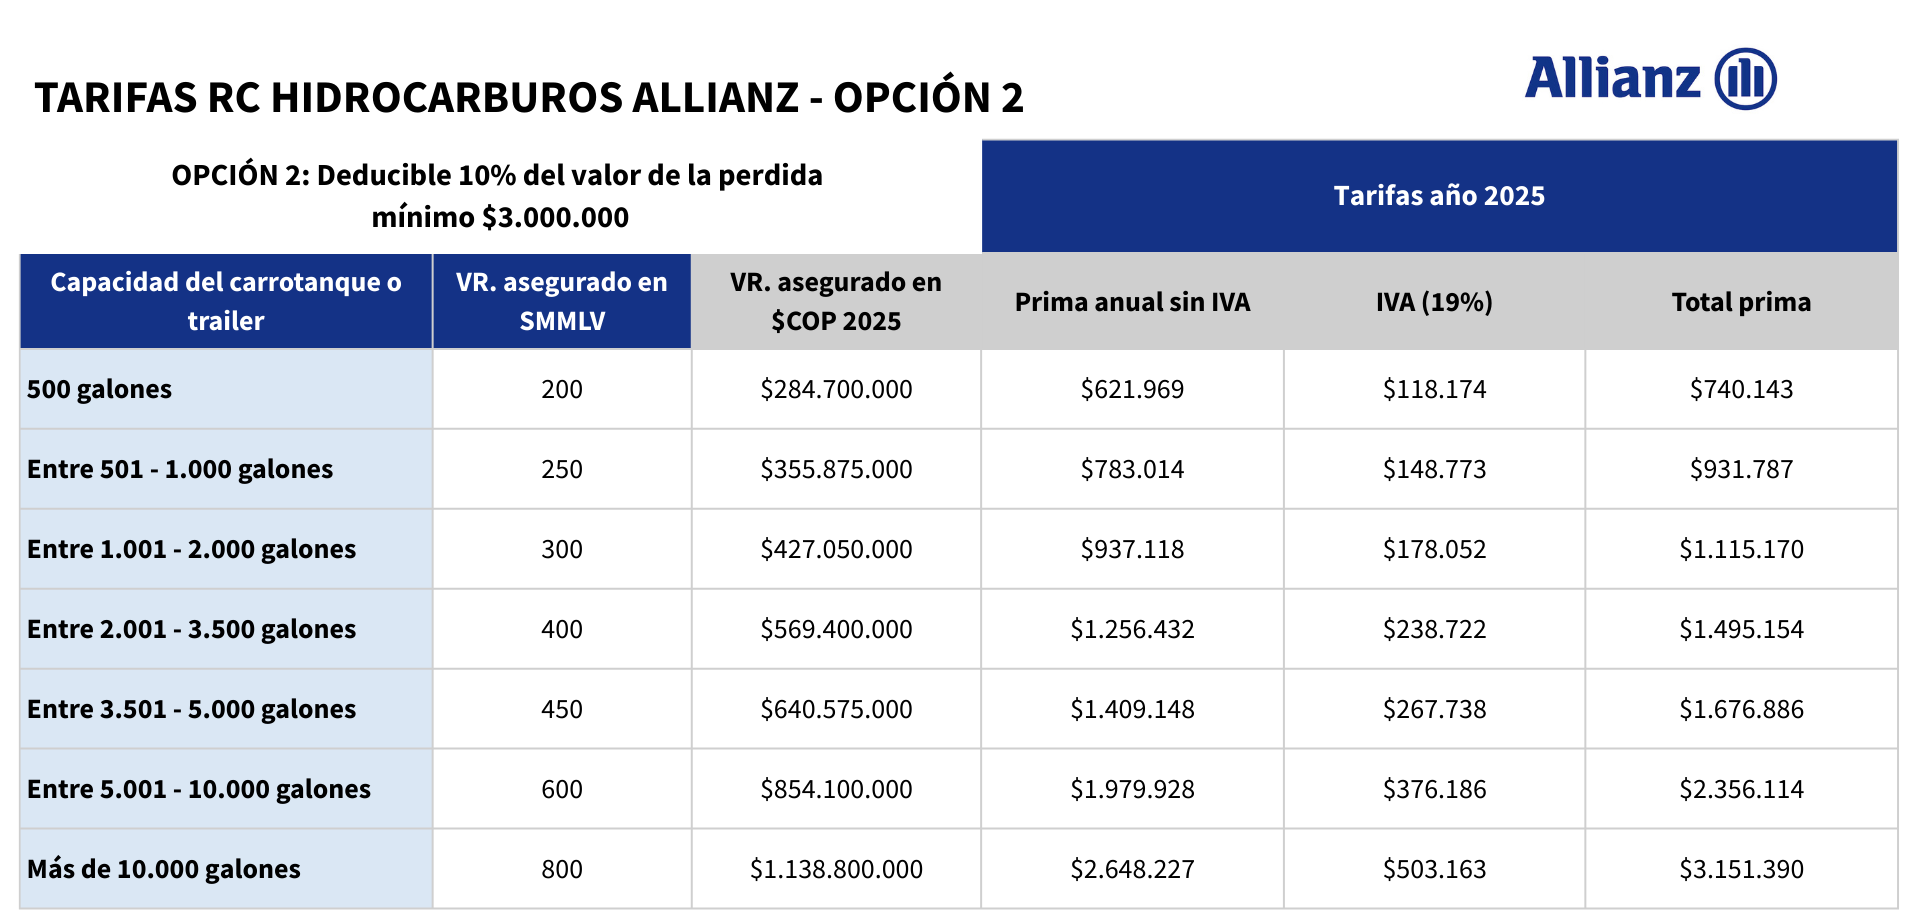 Allianz
TARIFAS RC HIDROCARBUROS ALLIANZ - OPCIÓN 2
OPCIÓN 2: Deducible 10% del valor de la perdida
mínimo $3.000.000
Tarifas año 2025
Capacidad del carrotanque o
trailer
VR. asegurado en
SMMLV
VR. asegurado en
$COP 2025
Prima anual sin IVA
IVA (19%)
Total prima
500 galones 200 $284.700.000 $621.969 $118.174 $740.143
Entre 501 - 1.000 galones 250 $355.875.000 $783.014 $148.773 $931.787
Entre 1.001 - 2.000 galones 300 $427.050.000 $937.118 $178.052 $1.115.170
Entre 2.001 - 3.500 galones 400 $569.400.000 $1.256.432 $238.722 $1.495.154
Entre 3.501 - 5.000 galones 450 $640.575.000 $1.409.148 $267.738 $1.676.886
Entre 5.001 - 10.000 galones 600 $854.100.000 $1.979.928 $376.186 $2.356.114
Más de 10.000 galones 800 $1.138.800.000 $2.648.227 $503.163 $3.151.390